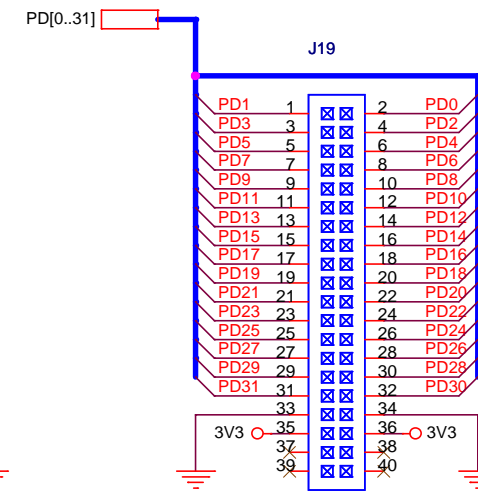 PD[0..31]
J19
PD1 1 2 PD0
PD3 3 4 PD2
PD5 5 6 PD4
PD7 7 8 PD6
PD9 9 10 PD8
PD11 11 12 PD10
PD13 13 14 PD12
PD15 15 16 PD14
PD17 17 18 PD16
PD19 19 20 PD18
PD21 21 22 PD20
PD23 23 24 PD22
PD25 25 26 PD24
PD27 27 28 PD26
PD29 29 30 PD28
PD31 31 32 PD30
33 34
3V3 35 36 3V3
37 38
39 40